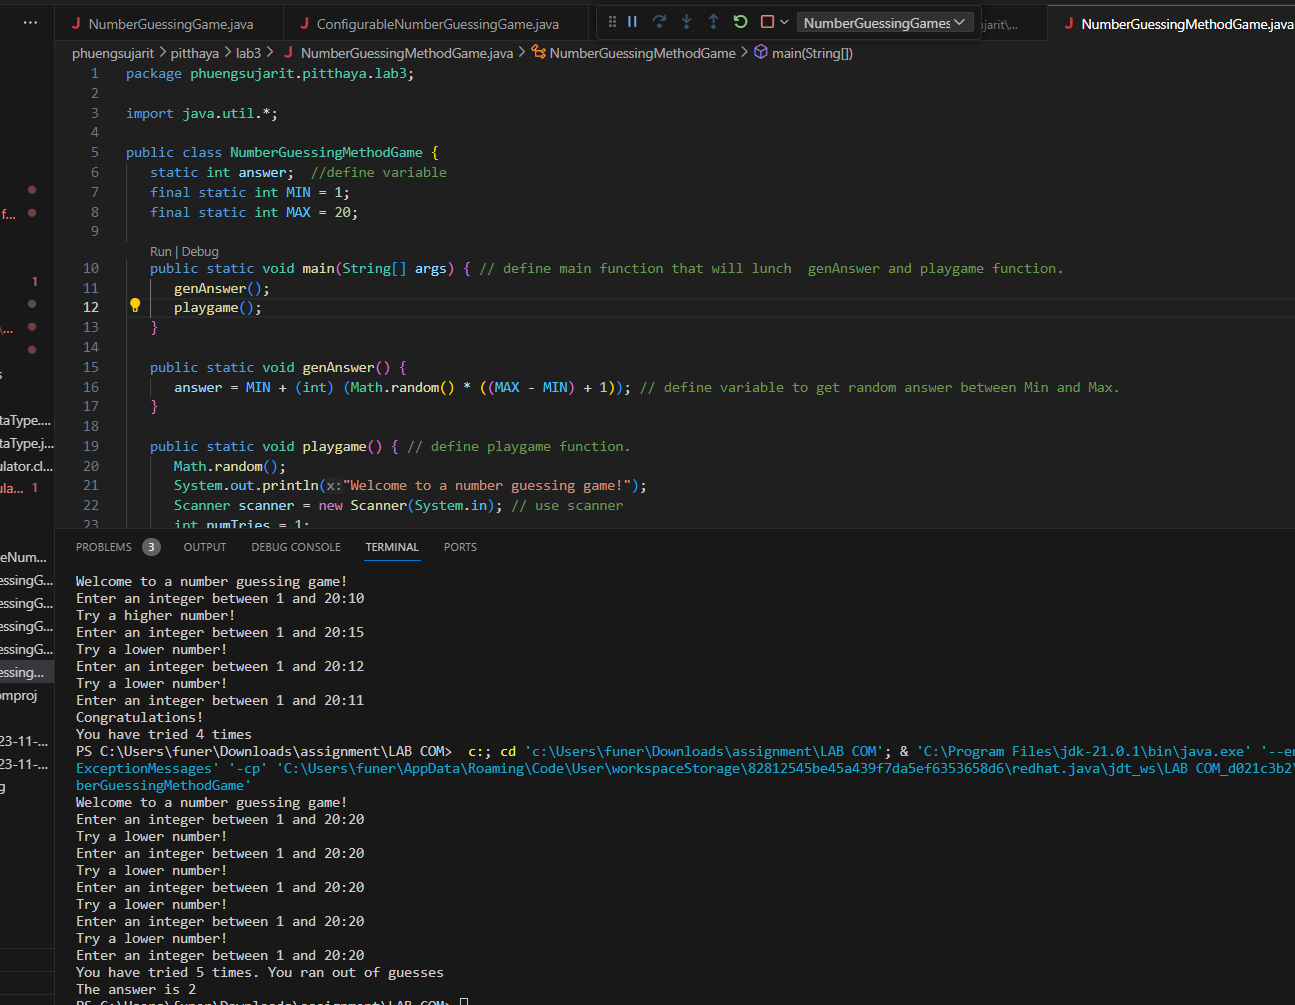 NumberGuessingGame.java
ConfigurableNumberGuessingGame.java
NumberGuessingGames
jarit\...
NumberGuessingMethodGame.java
phuengsujarit > pitthaya > lab3 > NumberGuessingMethodGame.java > NumberGuessingMethodGame > main(String[])
1 package phuengsujarit.pitthaya.lab3;
2
3 import java.util.*;
4
5 public class NumberGuessingMethodGame {
6 static int answer;  //define variable
7 final static int MIN = 1;
8 final static int MAX = 20;
9
Run | Debug
10 public static void main(String[] args) { // define main function that will lunch  genAnswer and playgame function.
11 genAnswer();
12 playgame();
13 }
14
15 public static void genAnswer() {
16 answer = MIN + (int) (Math.random() * ((MAX - MIN) + 1)); // define variable to get random answer between Min and Max.
17 }
18
19 public static void playgame() { // define playgame function.
20 Math.random();
21 System.out.println(x:"Welcome to a number guessing game!");
22 Scanner scanner = new Scanner(System.in); // use scanner
23 int numTries = 1;
f...
1
\...
s
taType....
taType.j...
ulator.cl...
ula... 1
eNum...
essingG...
essingG...
essingG...
essingG...
essing...
omproj
23-11-...
23-11-...
g
PROBLEMS 3 OUTPUT DEBUG CONSOLE TERMINAL PORTS
Welcome to a number guessing game!
Enter an integer between 1 and 20:10
Try a higher number!
Enter an integer between 1 and 20:15
Try a lower number!
Enter an integer between 1 and 20:12
Try a lower number!
Enter an integer between 1 and 20:11
Congratulations!
You have tried 4 times
PS C:\Users\funer\Downloads\assignment\LAB COM>  c:; cd 'c:\Users\funer\Downloads\assignment\LAB COM'; & 'C:\Program Files\jdk-21.0.1\bin\java.exe' '--en
ExceptionMessages' '-cp' 'C:\Users\funer\AppData\Roaming\Code\User\workspaceStorage\82812545be45a439f7da5ef6353658d6\redhat.java\jdt_ws\LAB COM_d021c3b2\
berGuessingMethodGame'
Welcome to a number guessing game!
Enter an integer between 1 and 20:20
Try a lower number!
Enter an integer between 1 and 20:20
Try a lower number!
Enter an integer between 1 and 20:20
Try a lower number!
Enter an integer between 1 and 20:20
Try a lower number!
Enter an integer between 1 and 20:20
You have tried 5 times. You ran out of guesses
The answer is 2
PS C:\Users\funer\Downloads\assignment\LAB COM>